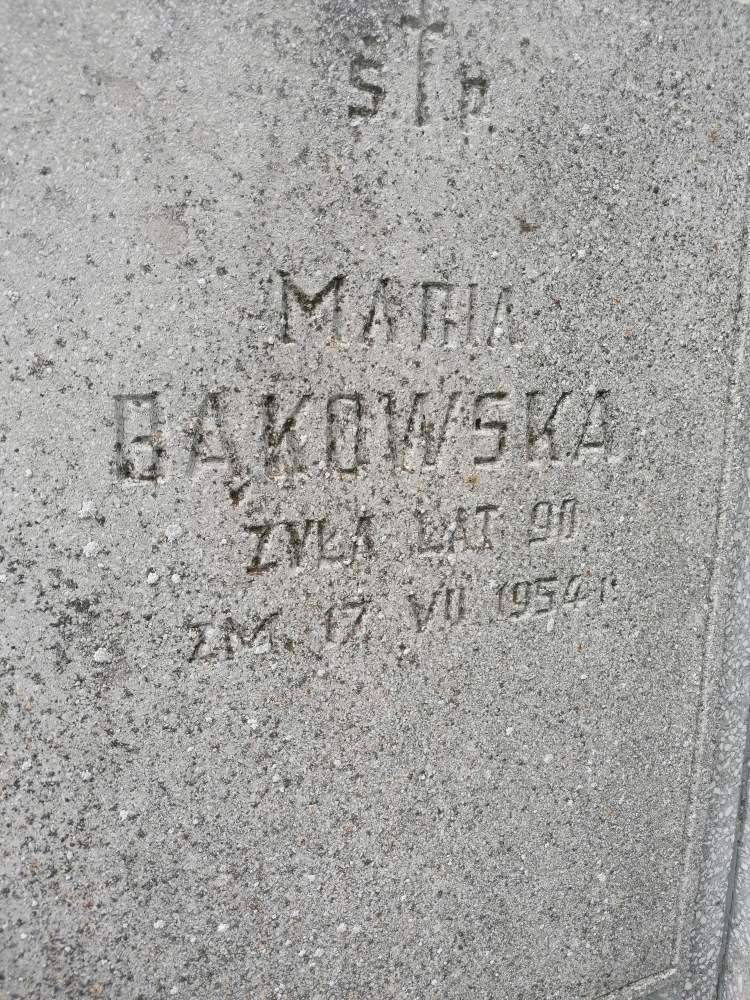 Ś.†P.
MARIA
BĄKOWSKA
ŻYŁA LAT 90
ZM. 17. VII 1954 r.